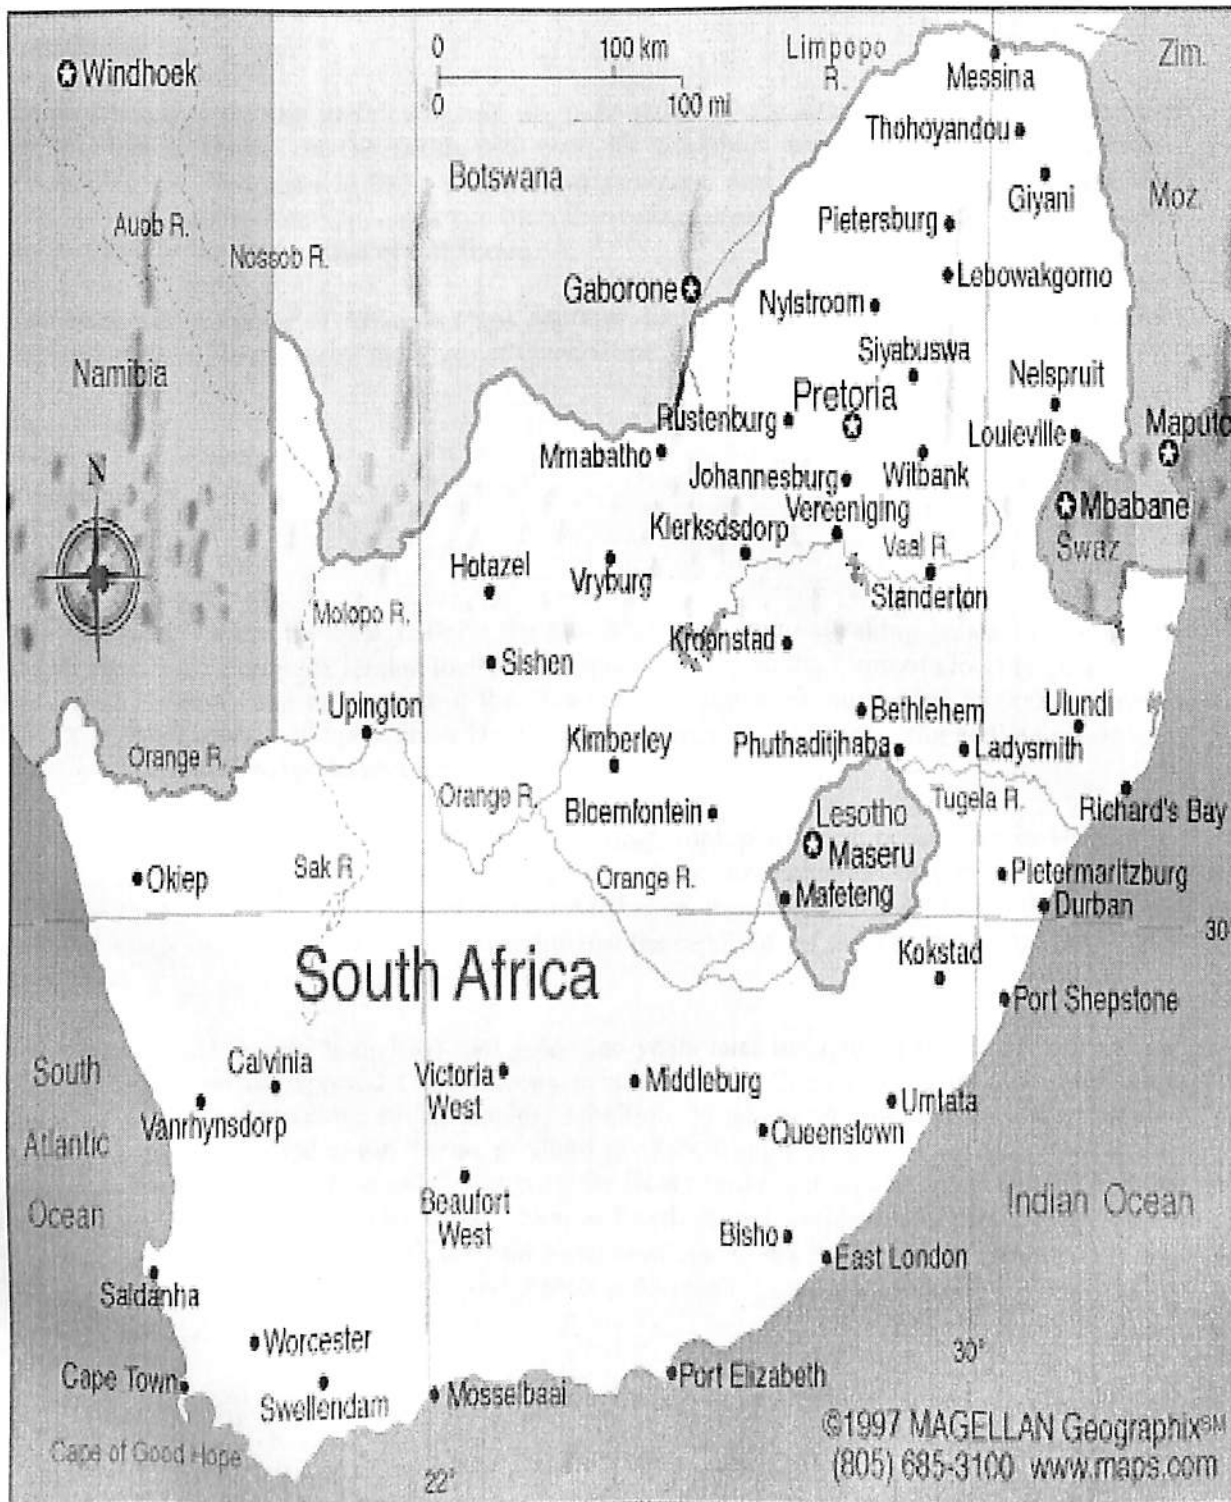 Windhoek
0 100 km
0 100 mi
Limpopo
R.
Messina
Zim.
Thohoyandou
Botswana
Giyani
Moz.
Auob R.
Nossob R.
Pietersburg
Gaborone
Lebowakgomo
Nylstroom
Siyabuswa
Namibia
Nelspruit
Pretoria
Rustenburg
Maputo
Louieville
Mmabatho
N
Johannesburg
Witbank
Mbabane
Vereeniging
Klerksdsdorp
Vaal R.
Swaz
Hotazel
Vryburg
Standerton
Molopo R.
Kroonstad
Sishen
Upington
Bethlehem
Ulundi
Kimberley
Phuthaditjhaba
Ladysmith
Orange R.
Orange R.
Tugela R.
Richard's Bay
Bloemfontein
Lesotho
Maseru
Sak R
Okiep
Orange R.
Mafeteng
Pietermaritzburg
Durban
30
South Africa
Kokstad
Port Shepstone
South
Atlantic
Ocean
Calvinia
Victoria
West
Middleburg
Vanrhynsdorp
Umtata
Queenstown
Beaufort
West
Indian Ocean
Bisho
East London
Saldanha
Worcester
30°
Cape Town
Swellendam
Mosselbaai
Port Elizabeth
Cape of Good Hope
22°
©1997 MAGELLAN Geographix℠
(805) 685-3100 www.maps.com